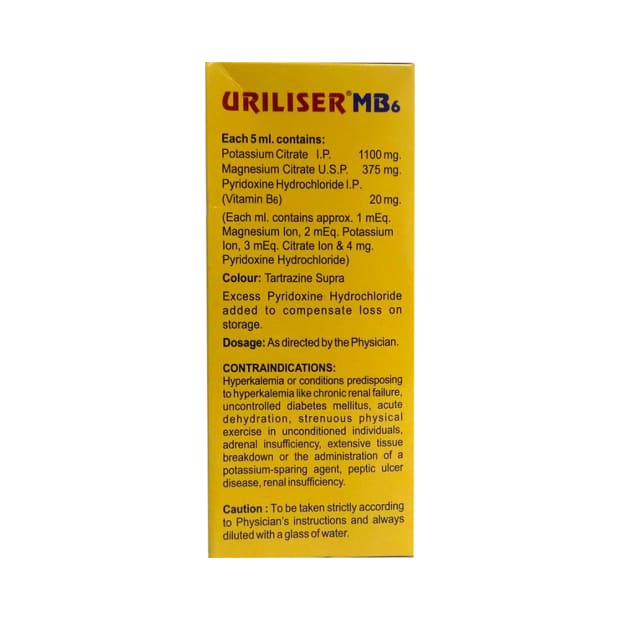 URILISER® MB6
Each 5 ml. contains:
Potassium Citrate I.P. 1100 mg.
Magnesium Citrate U.S.P. 375 mg.
Pyridoxine Hydrochloride I.P.
(Vitamin B6) 20 mg.
(Each ml. contains approx. 1 mEq.
Magnesium Ion, 2 mEq. Potassium
Ion, 3 mEq. Citrate Ion & 4 mg.
Pyridoxine Hydrochloride)
Colour: Tartrazine Supra
Excess Pyridoxine Hydrochloride
added to compensate loss on
storage.
Dosage: As directed by the Physician.
CONTRAINDICATIONS:
Hyperkalemia or conditions predisposing
to hyperkalemia like chronic renal failure,
uncontrolled diabetes mellitus, acute
dehydration, strenuous physical
exercise in unconditioned individuals,
adrenal insufficiency, extensive tissue
breakdown or the administration of a
potassium-sparing agent, peptic ulcer
disease, renal insufficiency.
Caution : To be taken strictly according
to Physician's instructions and always
diluted with a glass of water.